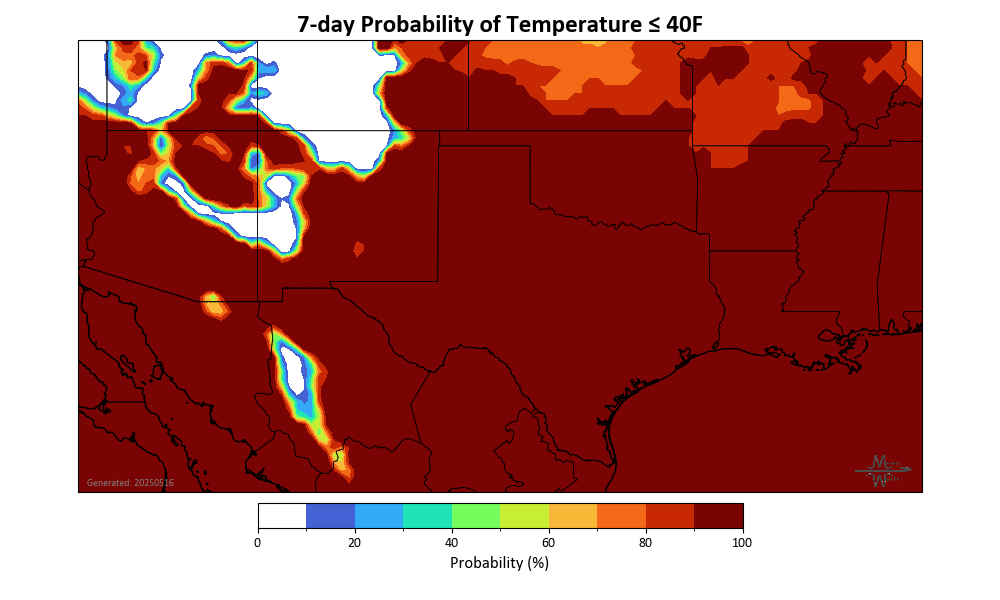 7-day Probability of Temperature ≤ 40F
Generated: 20250516
0 20 40 60 80 100
Probability (%)